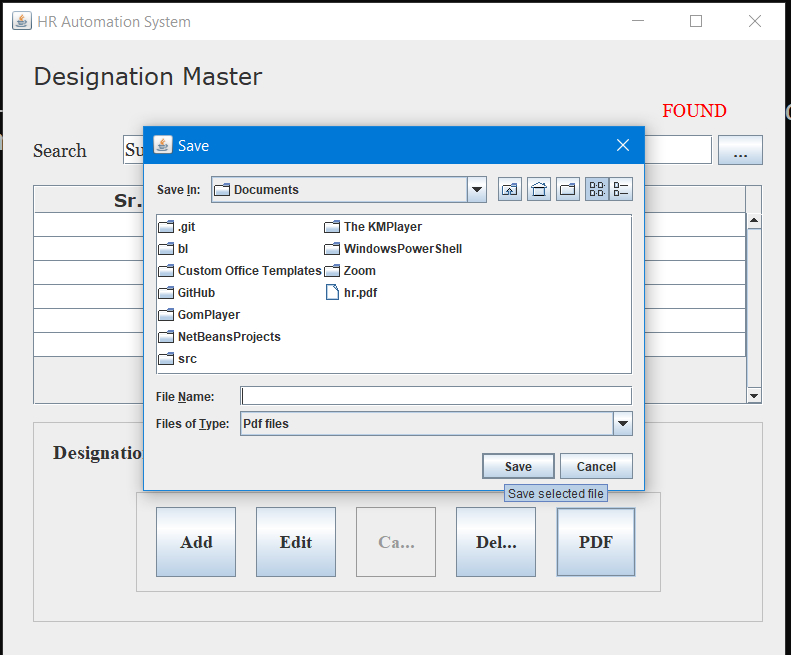 HR Automation System
Designation Master
FOUND
Search
Su
...
Sr.
Save
Save In:
Documents
.git
bl
Custom Office Templates
GitHub
GomPlayer
NetBeansProjects
src
The KMPlayer
WindowsPowerShell
Zoom
hr.pdf
File Name:
Files of Type:
Pdf files
Save
Cancel
Save selected file
Designatio
Add
Edit
Ca...
Del...
PDF